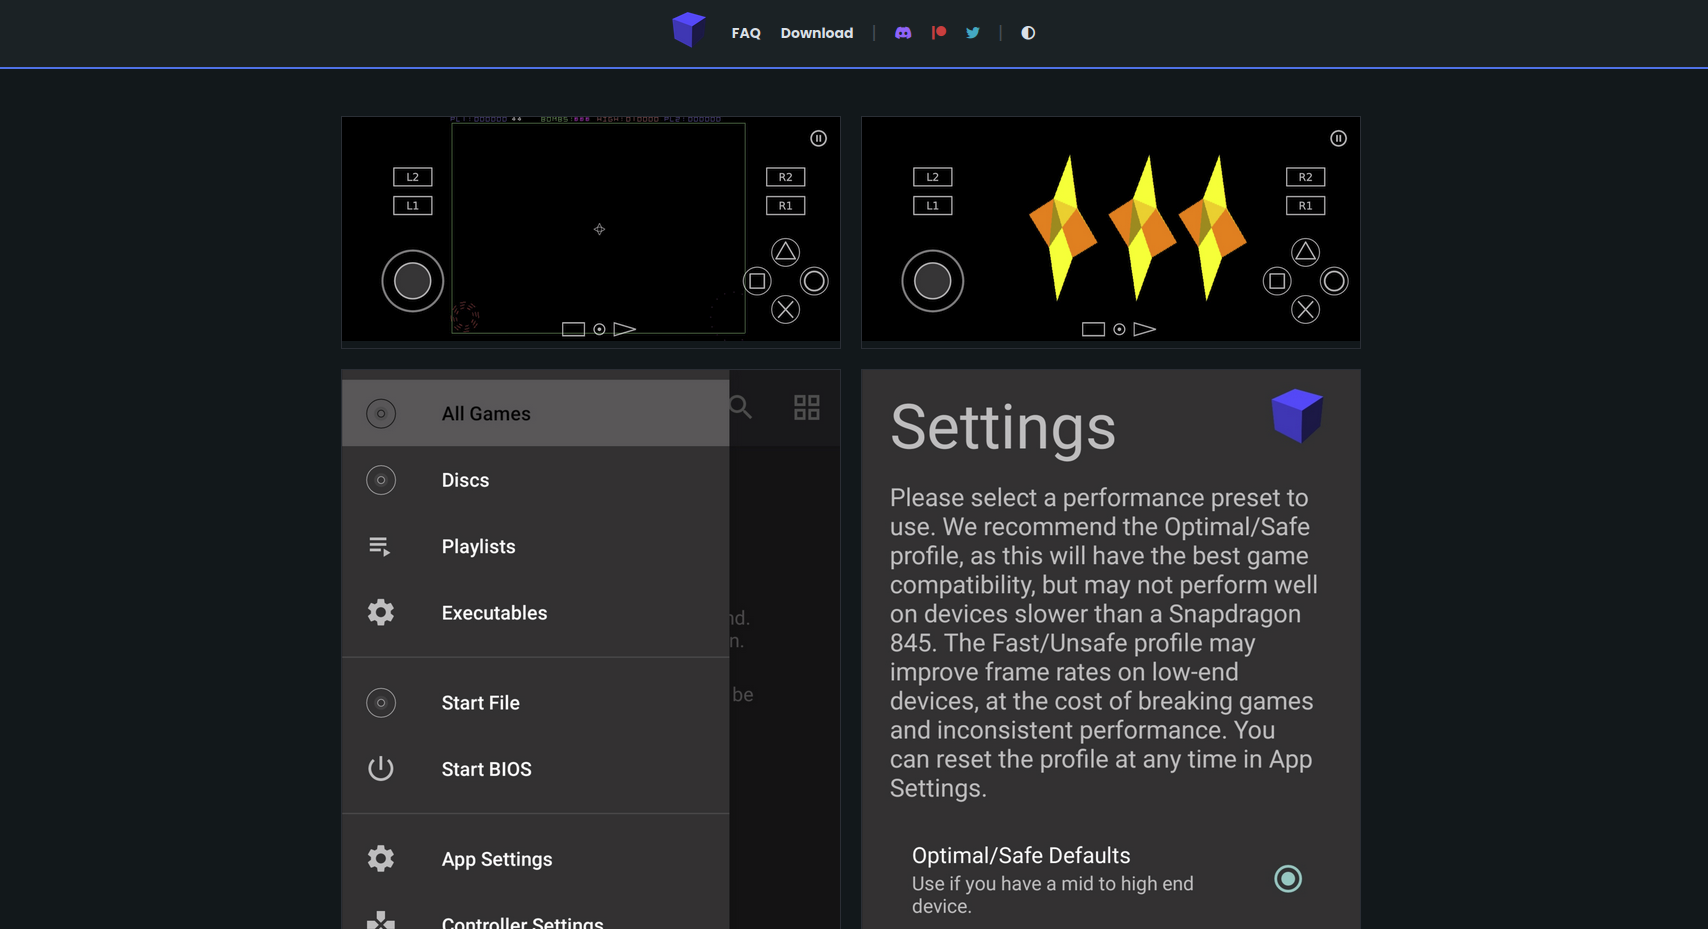 FAQ Download
PL1:000000 BOMBS:888 HIGH:010000 PL2:000000
L2
L1
R2
R1
L2
L1
R2
R1
All Games
Discs
Playlists
Executables
Start File
Start BIOS
App Settings
Controller Settings
nd.
n.
be
Settings
Please select a performance preset to
use. We recommend the Optimal/Safe
profile, as this will have the best game
compatibility, but may not perform well
on devices slower than a Snapdragon
845. The Fast/Unsafe profile may
improve frame rates on low-end
devices, at the cost of breaking games
and inconsistent performance. You
can reset the profile at any time in App
Settings.
Optimal/Safe Defaults
Use if you have a mid to high end
device.